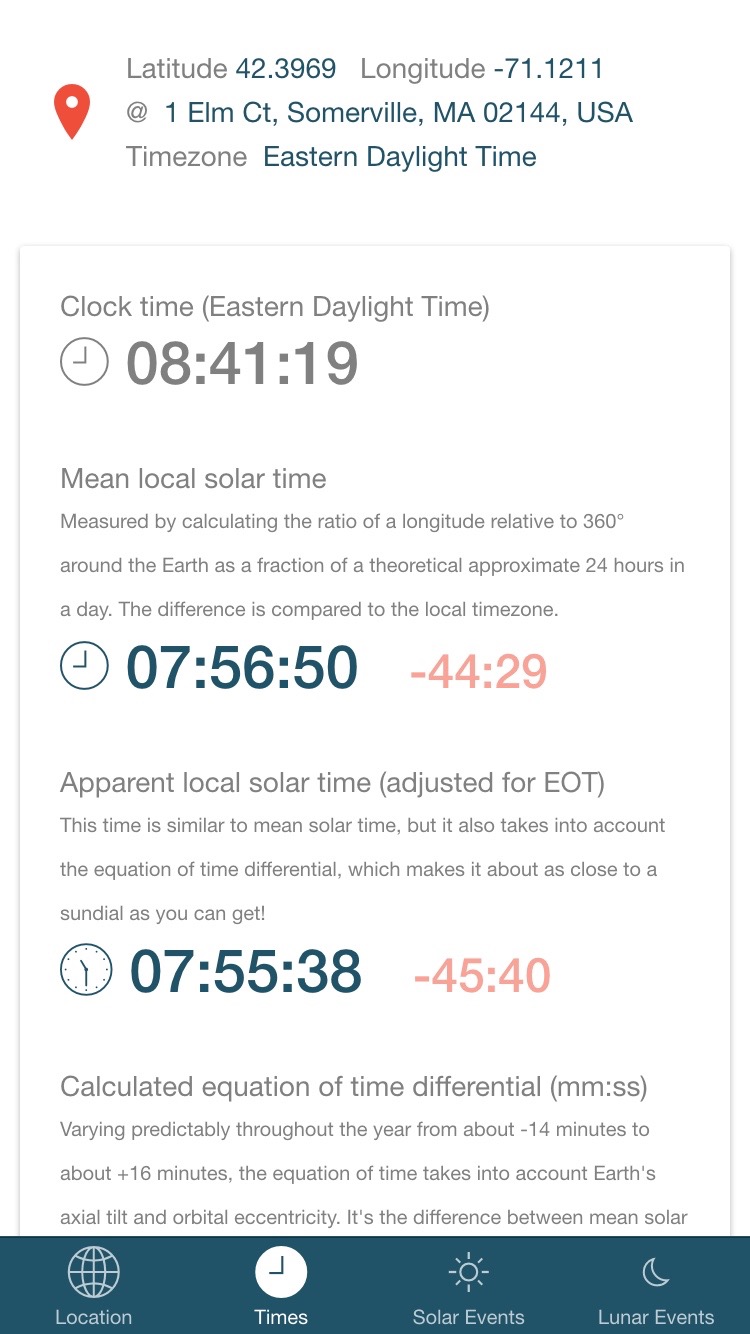 Latitude 42.3969 Longitude -71.1211
@ 1 Elm Ct, Somerville, MA 02144, USA
Timezone Eastern Daylight Time
Clock time (Eastern Daylight Time)
08:41:19
Mean local solar time
Measured by calculating the ratio of a longitude relative to 360°
around the Earth as a fraction of a theoretical approximate 24 hours in
a day. The difference is compared to the local timezone.
07:56:50 -44:29
Apparent local solar time (adjusted for EOT)
This time is similar to mean solar time, but it also takes into account
the equation of time differential, which makes it about as close to a
sundial as you can get!
07:55:38 -45:40
Calculated equation of time differential (mm:ss)
Varying predictably throughout the year from about -14 minutes to
about +16 minutes, the equation of time takes into account Earth's
axial tilt and orbital eccentricity. It's the difference between mean solar
Location Times Solar Events Lunar Events